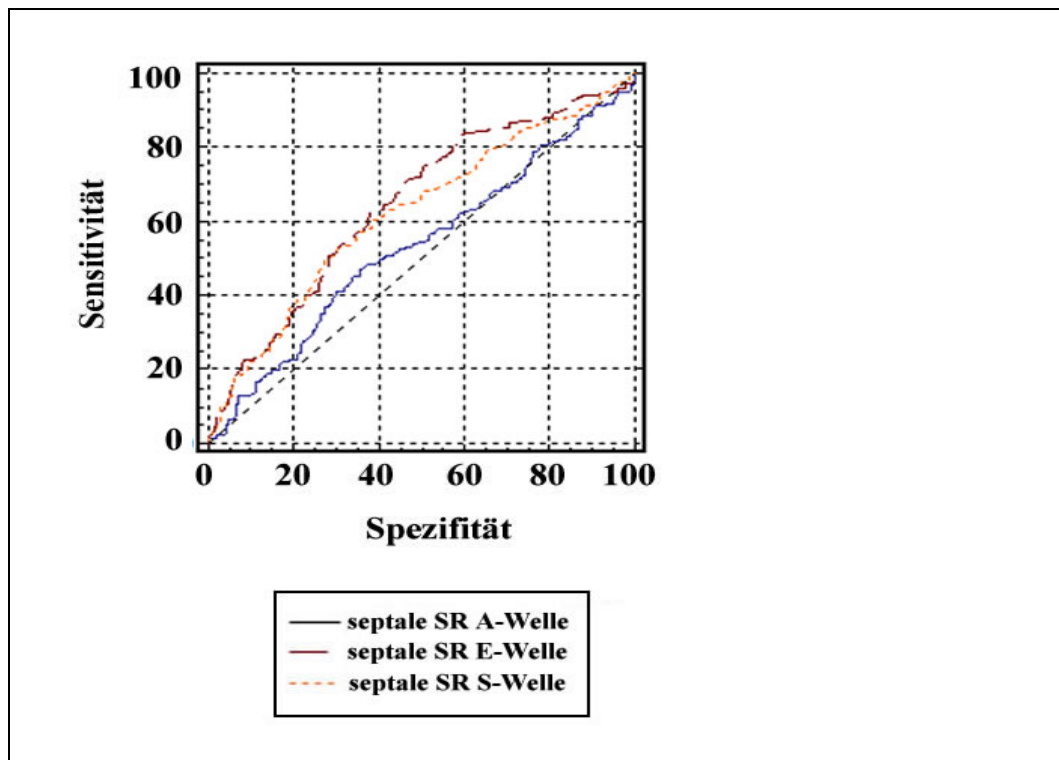 100
80
60
40
20
0
Sensitivität
0 20 40 60 80 100
Spezifität
septale SR A-Welle
septale SR E-Welle
septale SR S-Welle